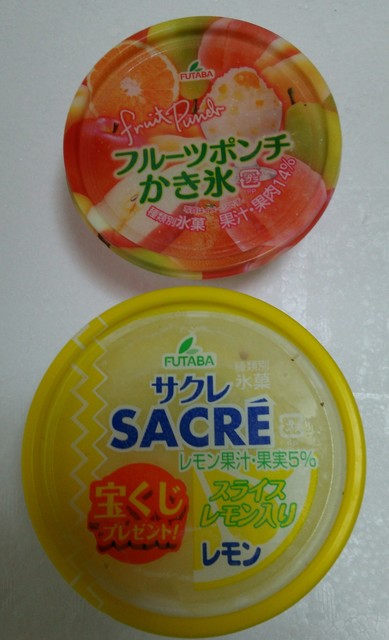 FUTABA
Fruit Punch
フルーツポンチ
かき氷
種類別氷菓 果汁・果肉14%
FUTABA
サクレ
種類別
氷菓
SACRÉ
レモン果汁・果実5%
宝くじ
プレゼント!
スライス
レモン入り
レモン